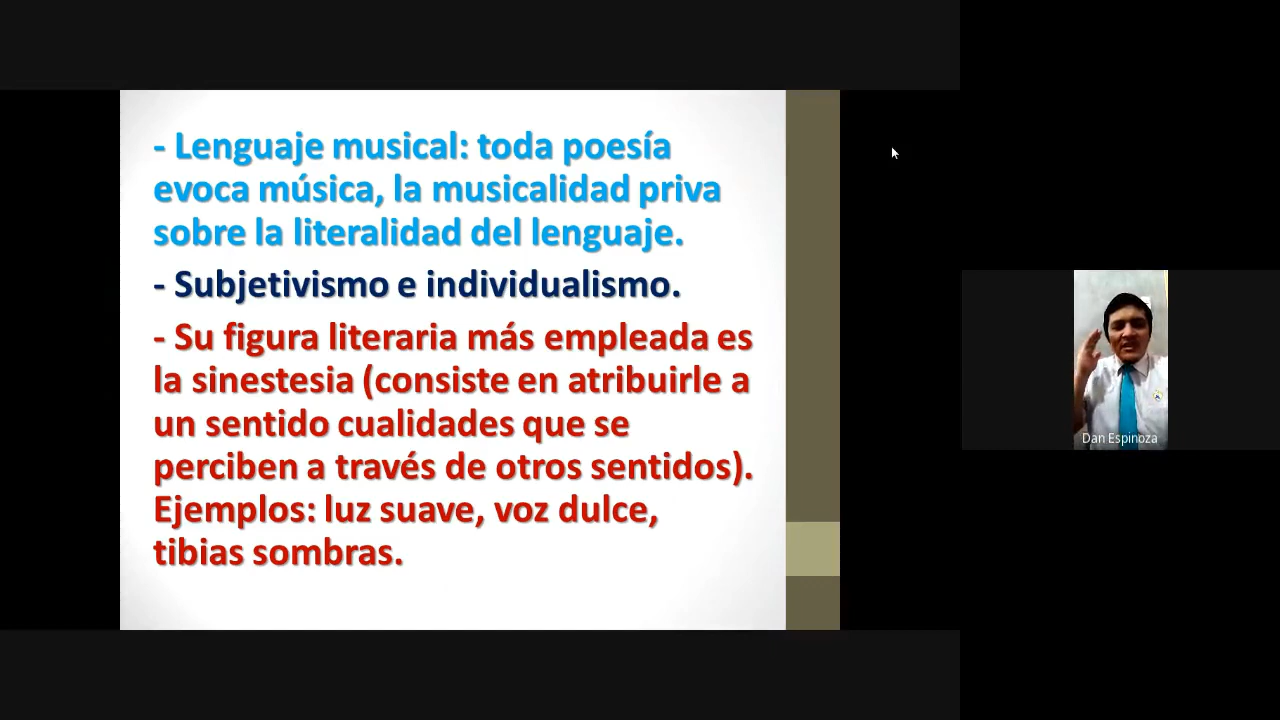 - Lenguaje musical: toda poesía
evoca música, la musicalidad priva
sobre la literalidad del lenguaje.
- Subjetivismo e individualismo.
- Su figura literaria más empleada es
la sinestesia (consiste en atribuirle a
un sentido cualidades que se
perciben a través de otros sentidos).
Ejemplos: luz suave, voz dulce,
tibias sombras.
Dan Espinoza